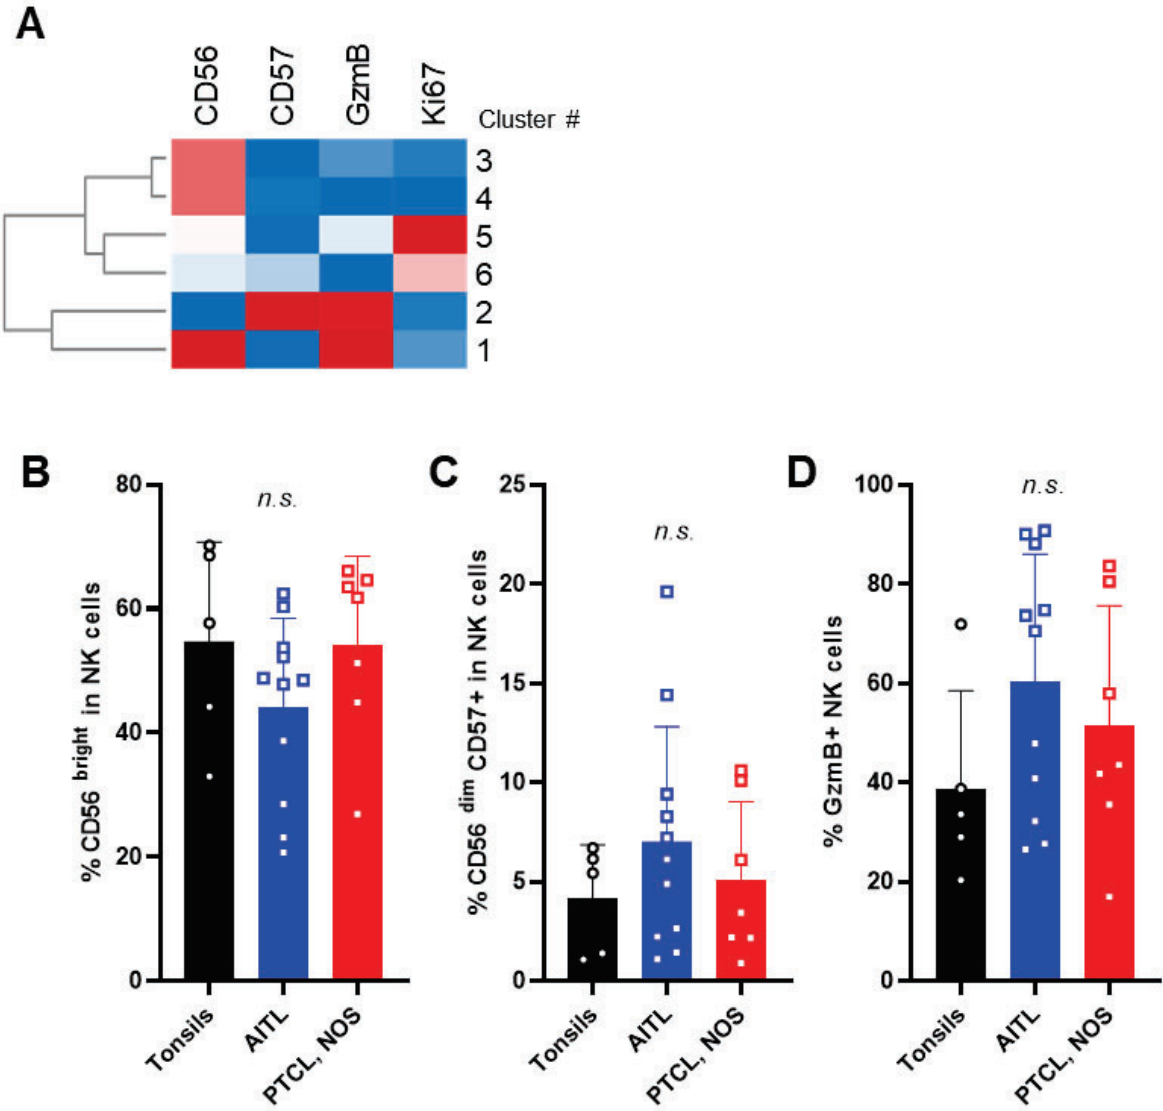 A
CD56
CD57
GzmB
Ki67
Cluster #
3
4
5
6
2
1
B
% CD56 bright in NK cells
80
60
40
20
0
n.s.
Tonsils
AITL
PTCL, NOS
C
% CD56 dim CD57+ in NK cells
25
20
15
10
5
0
n.s.
Tonsils
AITL
PTCL, NOS
D
% GzmB+ NK cells
100
80
60
40
20
0
n.s.
Tonsils
AITL
PTCL, NOS